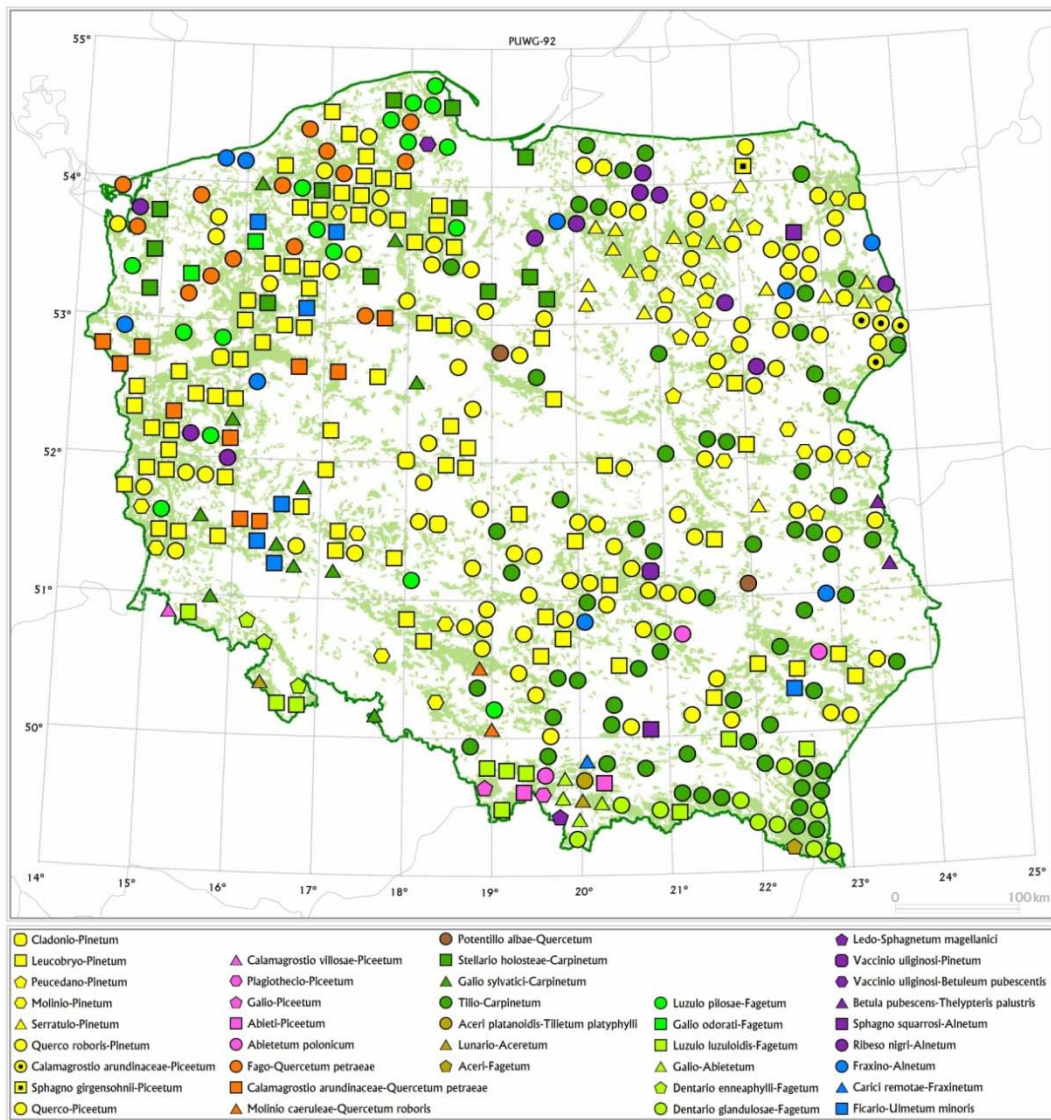 PUWG-92
55°
54°
53°
52°
51°
50°
14°
15°
16°
17°
18°
19°
20°
21°
22°
23°
24°
25°
0
100 km
Cladonio-Pinetum
Leucobryo-Pinetum
Peucedano-Pinetum
Molinio-Pinetum
Serratulo-Pinetum
Querco roboris-Pinetum
Calamagrostio arundinaceae-Piceetum
Sphagno girgensohnii-Piceetum
Querco-Piceetum
Calamagrostio villosae-Piceetum
Plagiothecio-Piceetum
Galio-Piceetum
Abieti-Piceetum
Abietetum polonicum
Fago-Quercetum petraeae
Calamagrostio arundinaceae-Quercetum petraeae
Molinio caeruleae-Quercetum roboris
Potentillo albae-Quercetum
Stellario holosteae-Carpinetum
Galio sylvatici-Carpinetum
Tilio-Carpinetum
Aceri platanoidis-Tilietum platyphylli
Lunario-Aceretum
Aceri-Fagetum
Luzulo pilosae-Fagetum
Galio odorati-Fagetum
Luzulo luzuloidis-Fagetum
Galio-Abietetum
Dentario enneaphylli-Fagetum
Dentario glandulosae-Fagetum
Ledo-Sphagnetum magellanici
Vaccinio uliginosi-Pinetum
Vaccinio uliginosi-Betuleum pubescentis
Betula pubescens-Thelypteris palustris
Sphagno squarrosi-Alnetum
Ribeso nigri-Alnetum
Fraxino-Alnetum
Carici remotae-Fraxinetum
Ficario-Ulmetum minoris